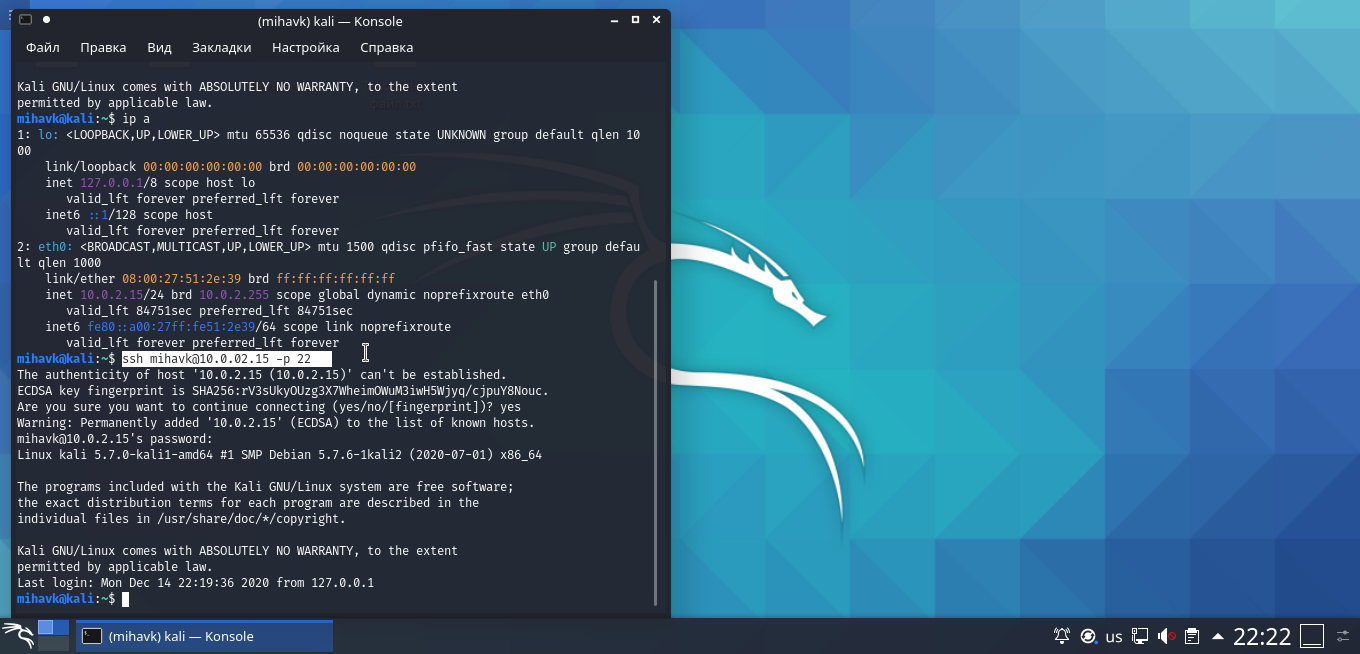 (mihavk) kali — Konsole
Файл Правка Вид Закладки Настройка Справка
Kali GNU/Linux comes with ABSOLUTELY NO WARRANTY, to the extent
permitted by applicable law.
mihavk@kali:~$ ip a
1: lo: <LOOPBACK,UP,LOWER_UP> mtu 65536 qdisc noqueue state UNKNOWN group default qlen 10
00
    link/loopback 00:00:00:00:00:00 brd 00:00:00:00:00:00
    inet 127.0.0.1/8 scope host lo
       valid_lft forever preferred_lft forever
    inet6 ::1/128 scope host
       valid_lft forever preferred_lft forever
2: eth0: <BROADCAST,MULTICAST,UP,LOWER_UP> mtu 1500 qdisc pfifo_fast state UP group defau
lt qlen 1000
    link/ether 08:00:27:51:2e:39 brd ff:ff:ff:ff:ff:ff
    inet 10.0.2.15/24 brd 10.0.2.255 scope global dynamic noprefixroute eth0
       valid_lft 84751sec preferred_lft 84751sec
    inet6 fe80::a00:27ff:fe51:2e39/64 scope link noprefixroute
       valid_lft forever preferred_lft forever
mihavk@kali:~$ ssh mihavk@10.0.02.15 -p 22
The authenticity of host '10.0.2.15 (10.0.2.15)' can't be established.
ECDSA key fingerprint is SHA256:rV3sUkyOUzg3X7WheimOWuM3iwH5Wjyq/cjpuY8Nouc.
Are you sure you want to continue connecting (yes/no/[fingerprint])? yes
Warning: Permanently added '10.0.2.15' (ECDSA) to the list of known hosts.
mihavk@10.0.2.15's password:
Linux kali 5.7.0-kali1-amd64 #1 SMP Debian 5.7.6-1kali2 (2020-07-01) x86_64
The programs included with the Kali GNU/Linux system are free software;
the exact distribution terms for each program are described in the
individual files in /usr/share/doc/*/copyright.
Kali GNU/Linux comes with ABSOLUTELY NO WARRANTY, to the extent
permitted by applicable law.
Last login: Mon Dec 14 22:19:36 2020 from 127.0.0.1
mihavk@kali:~$
(mihavk) kali — Konsole
us
22:22